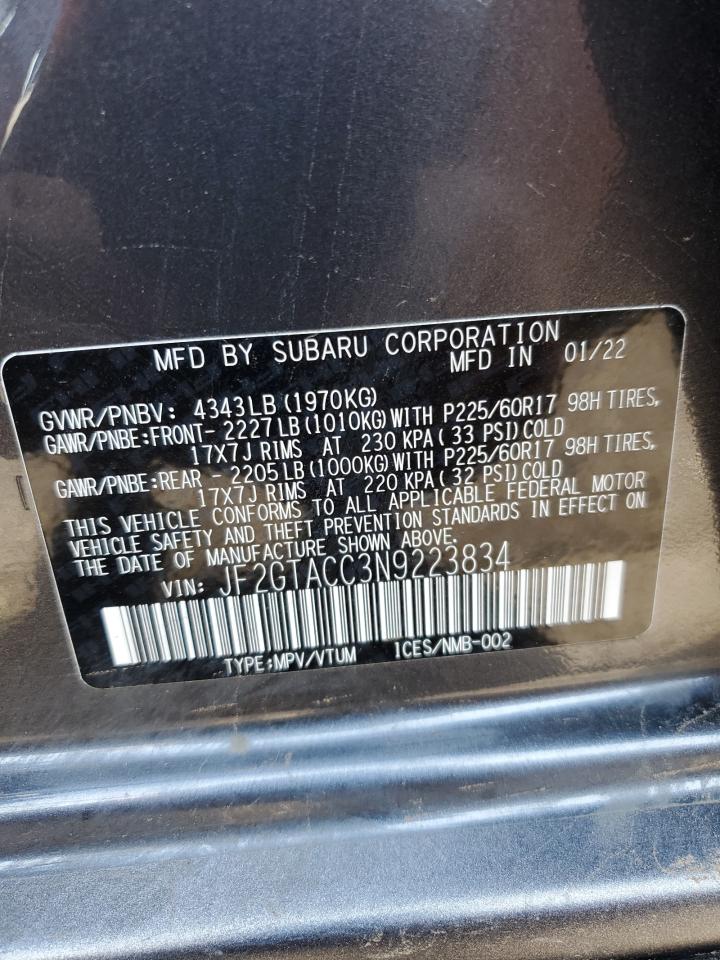 MFD BY SUBARU CORPORATION
MFD IN 01/22
GVWR/PNBV: 4343LB (1970KG)
GAWR/PNBE:FRONT- 2227LB (1010KG) WITH P225/60R17 98H TIRES,
17X7J RIMS AT 230 KPA (33 PSI) COLD
GAWR/PNBE:REAR - 2205LB (1000KG) WITH P225/60R17 98H TIRES,
17X7J RIMS AT 220 KPA (32 PSI) COLD
THIS VEHICLE CONFORMS TO ALL APPLICABLE FEDERAL MOTOR
VEHICLE SAFETY AND THEFT PREVENTION STANDARDS IN EFFECT ON
THE DATE OF MANUFACTURE SHOWN ABOVE.
VIN: JF2GTACC3N9223834
TYPE:MPV/VTUM ICES/NMB-002